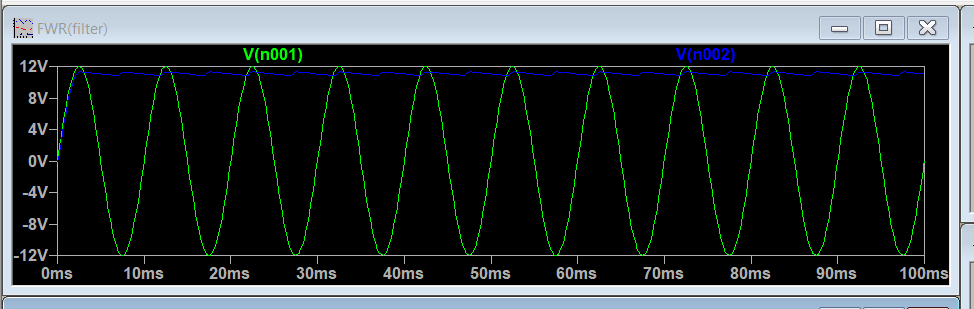 FWR(filter)
V(n001) V(n002)
12V
8V
4V
0V
-4V
-8V
-12V
0ms 10ms 20ms 30ms 40ms 50ms 60ms 70ms 80ms 90ms 100ms